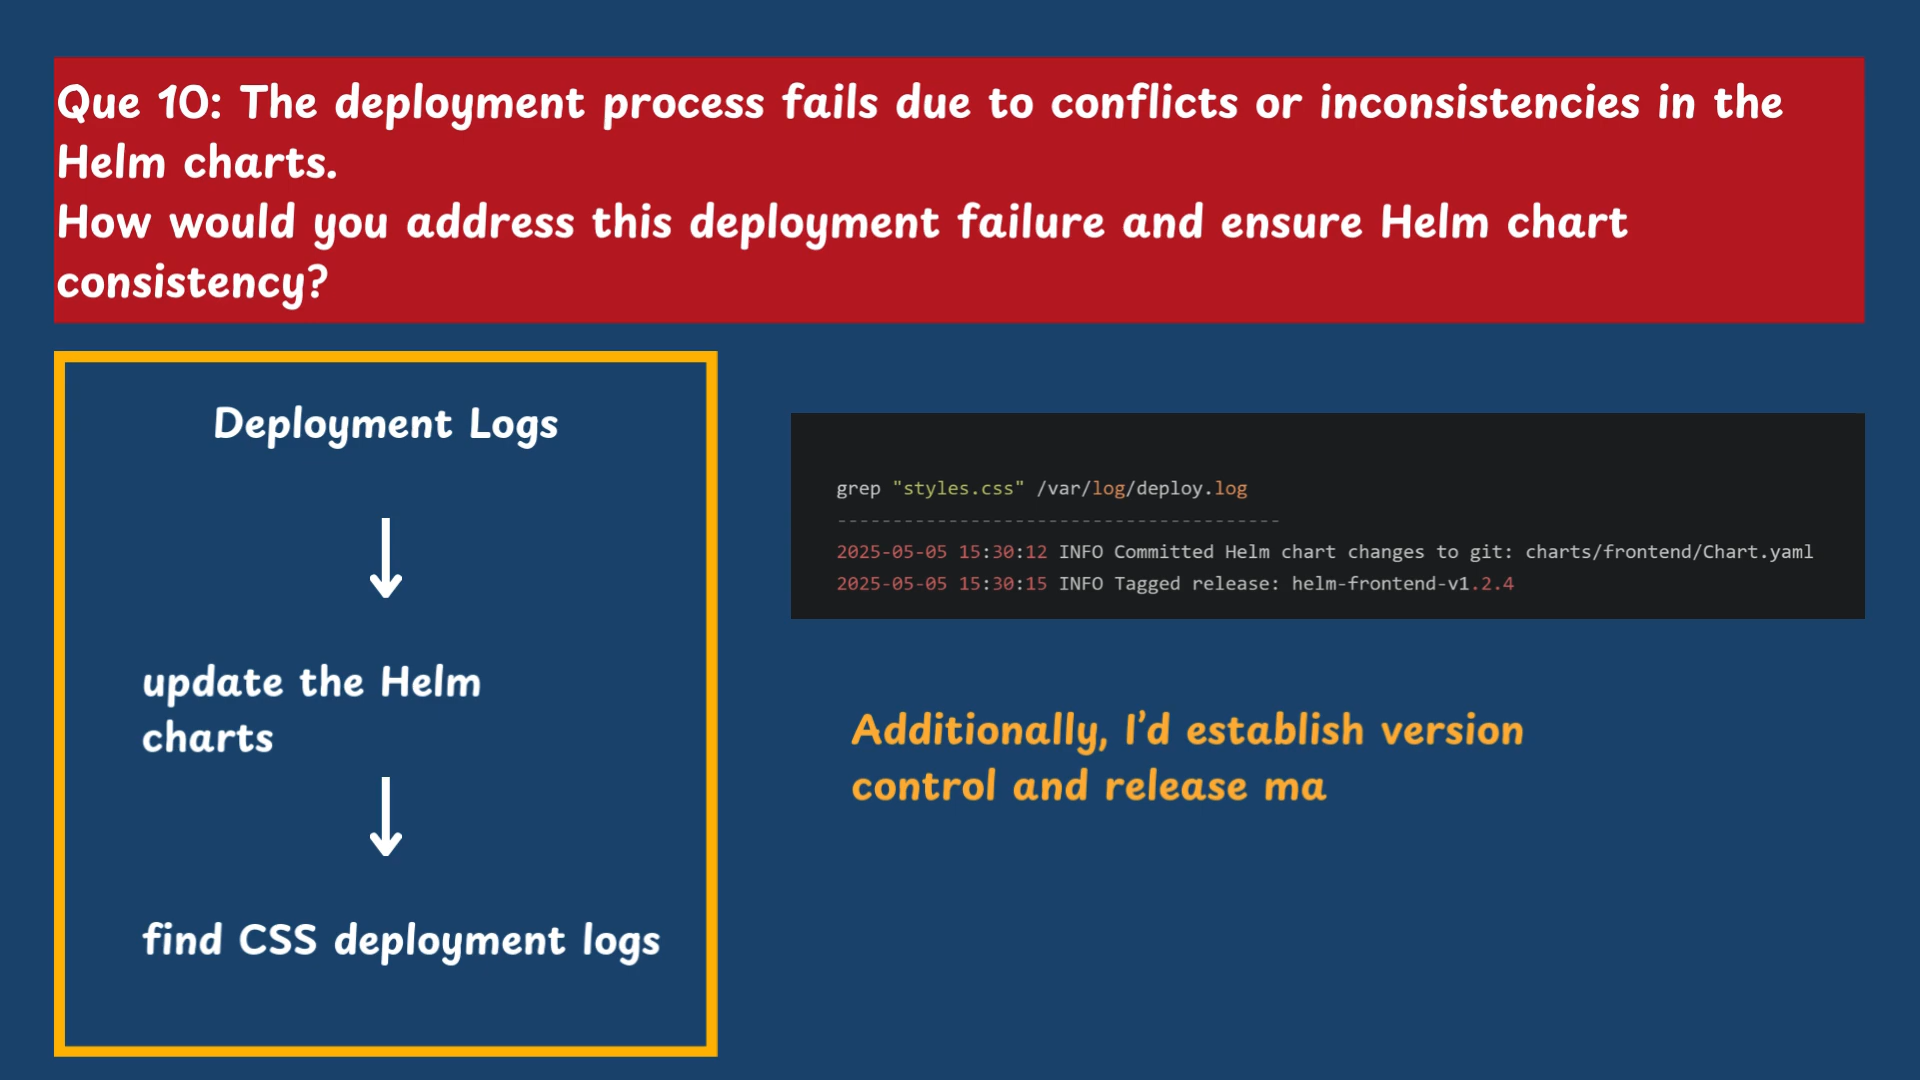 Que 10: The deployment process fails due to conflicts or inconsistencies in the
Helm charts.
How would you address this deployment failure and ensure Helm chart
consistency?
Deployment Logs
update the Helm
charts
find CSS deployment logs
grep "styles.css" /var/log/deploy.log
----------------------------------------
2025-05-05 15:30:12 INFO Committed Helm chart changes to git: charts/frontend/Chart.yaml
2025-05-05 15:30:15 INFO Tagged release: helm-frontend-v1.2.4
Additionally, I'd establish version
control and release ma